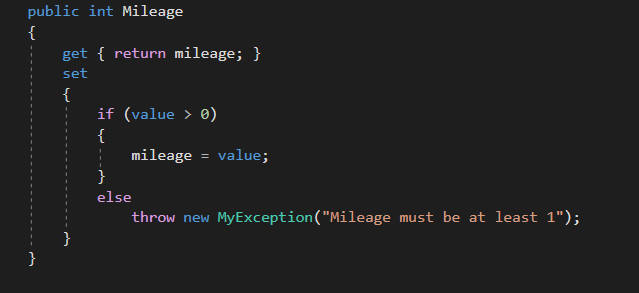 public int Mileage
{
get { return mileage; }
set
{
if (value > 0)
{
mileage = value;
}
else
throw new MyException("Mileage must be at least 1");
}
}